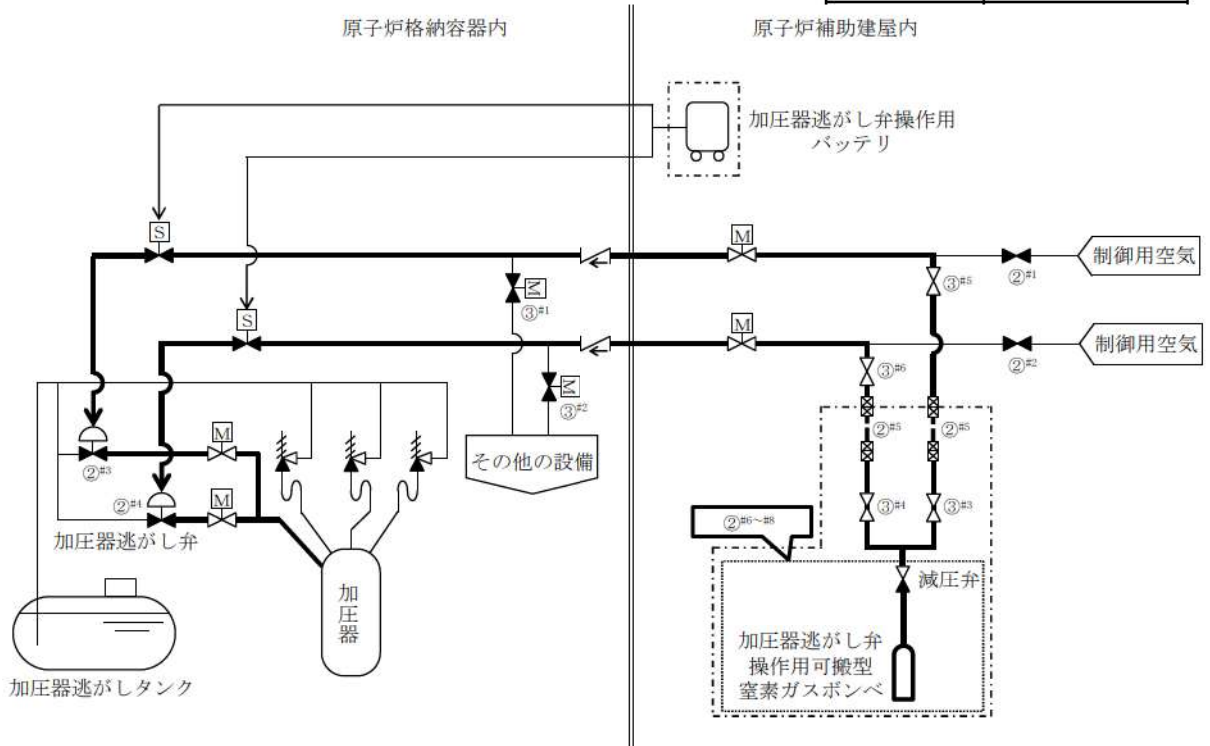 原子炉格納容器内
原子炉補助建屋内
加圧器逃がし弁操作用
バッテリ
S
M
制御用空気
②#1
③#5
③#1
S
M
制御用空気
②#2
③#6
M
M
③#2
その他の設備
②#5
②#5
M
②#3
②#4
M
③#4
③#3
②#6~#8
加圧器逃がし弁
減圧弁
加圧器
加圧器逃がし弁
操作用可搬型
窒素ガスボンベ
加圧器逃がしタンク